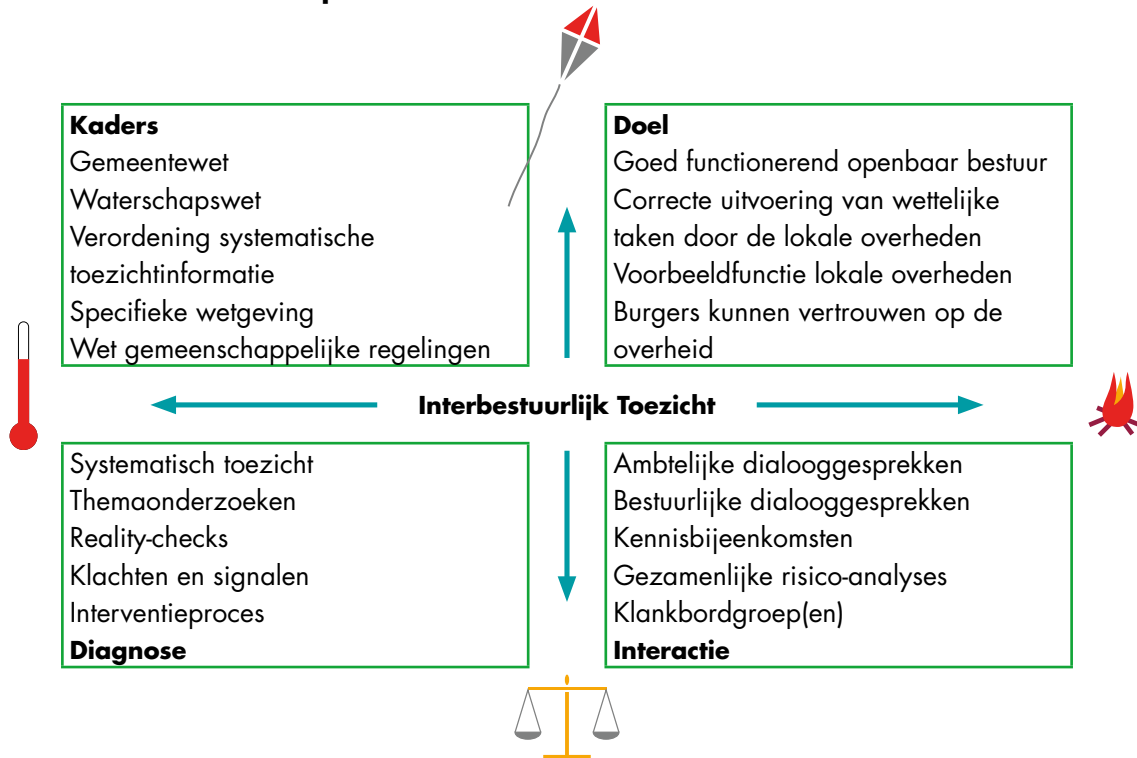 Kaders
Gemeentewet
Waterschapswet
Verordening systematische
toezichtinformatie
Specifieke wetgeving
Wet gemeenschappelijke regelingen
Doel
Goed functionerend openbaar bestuur
Correcte uitvoering van wettelijke
taken door de lokale overheden
Voorbeeldfunctie lokale overheden
Burgers kunnen vertrouwen op de
overheid
Interbestuurlijk Toezicht
Systematisch toezicht
Themaonderzoeken
Reality-checks
Klachten en signalen
Interventieproces
Diagnose
Ambtelijke dialooggesprekken
Bestuurlijke dialooggesprekken
Kennisbijeenkomsten
Gezamenlijke risico-analyses
Klankbordgroep(en)
Interactie